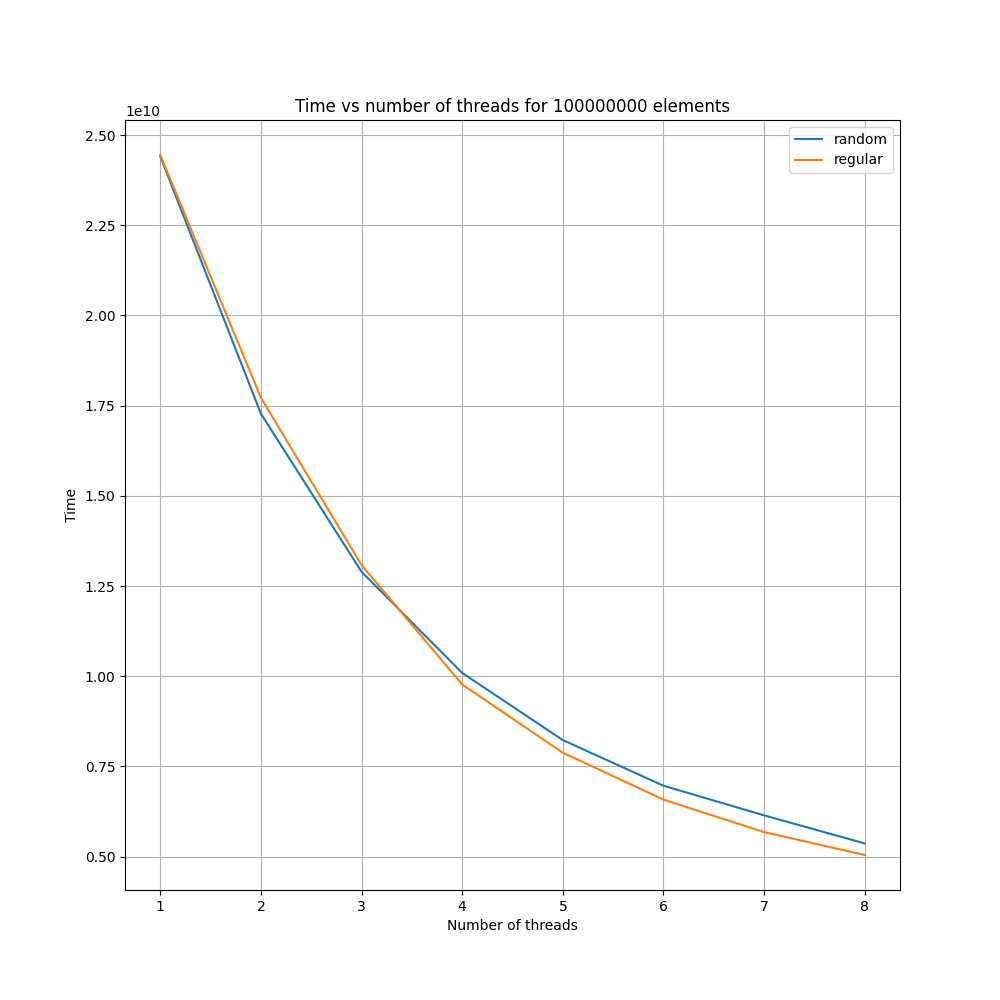 Time vs number of threads for 100000000 elements
1e10
random
regular
2.50
2.25
2.00
1.75
1.50
1.25
1.00
0.75
0.50
Time
1 2 3 4 5 6 7 8
Number of threads